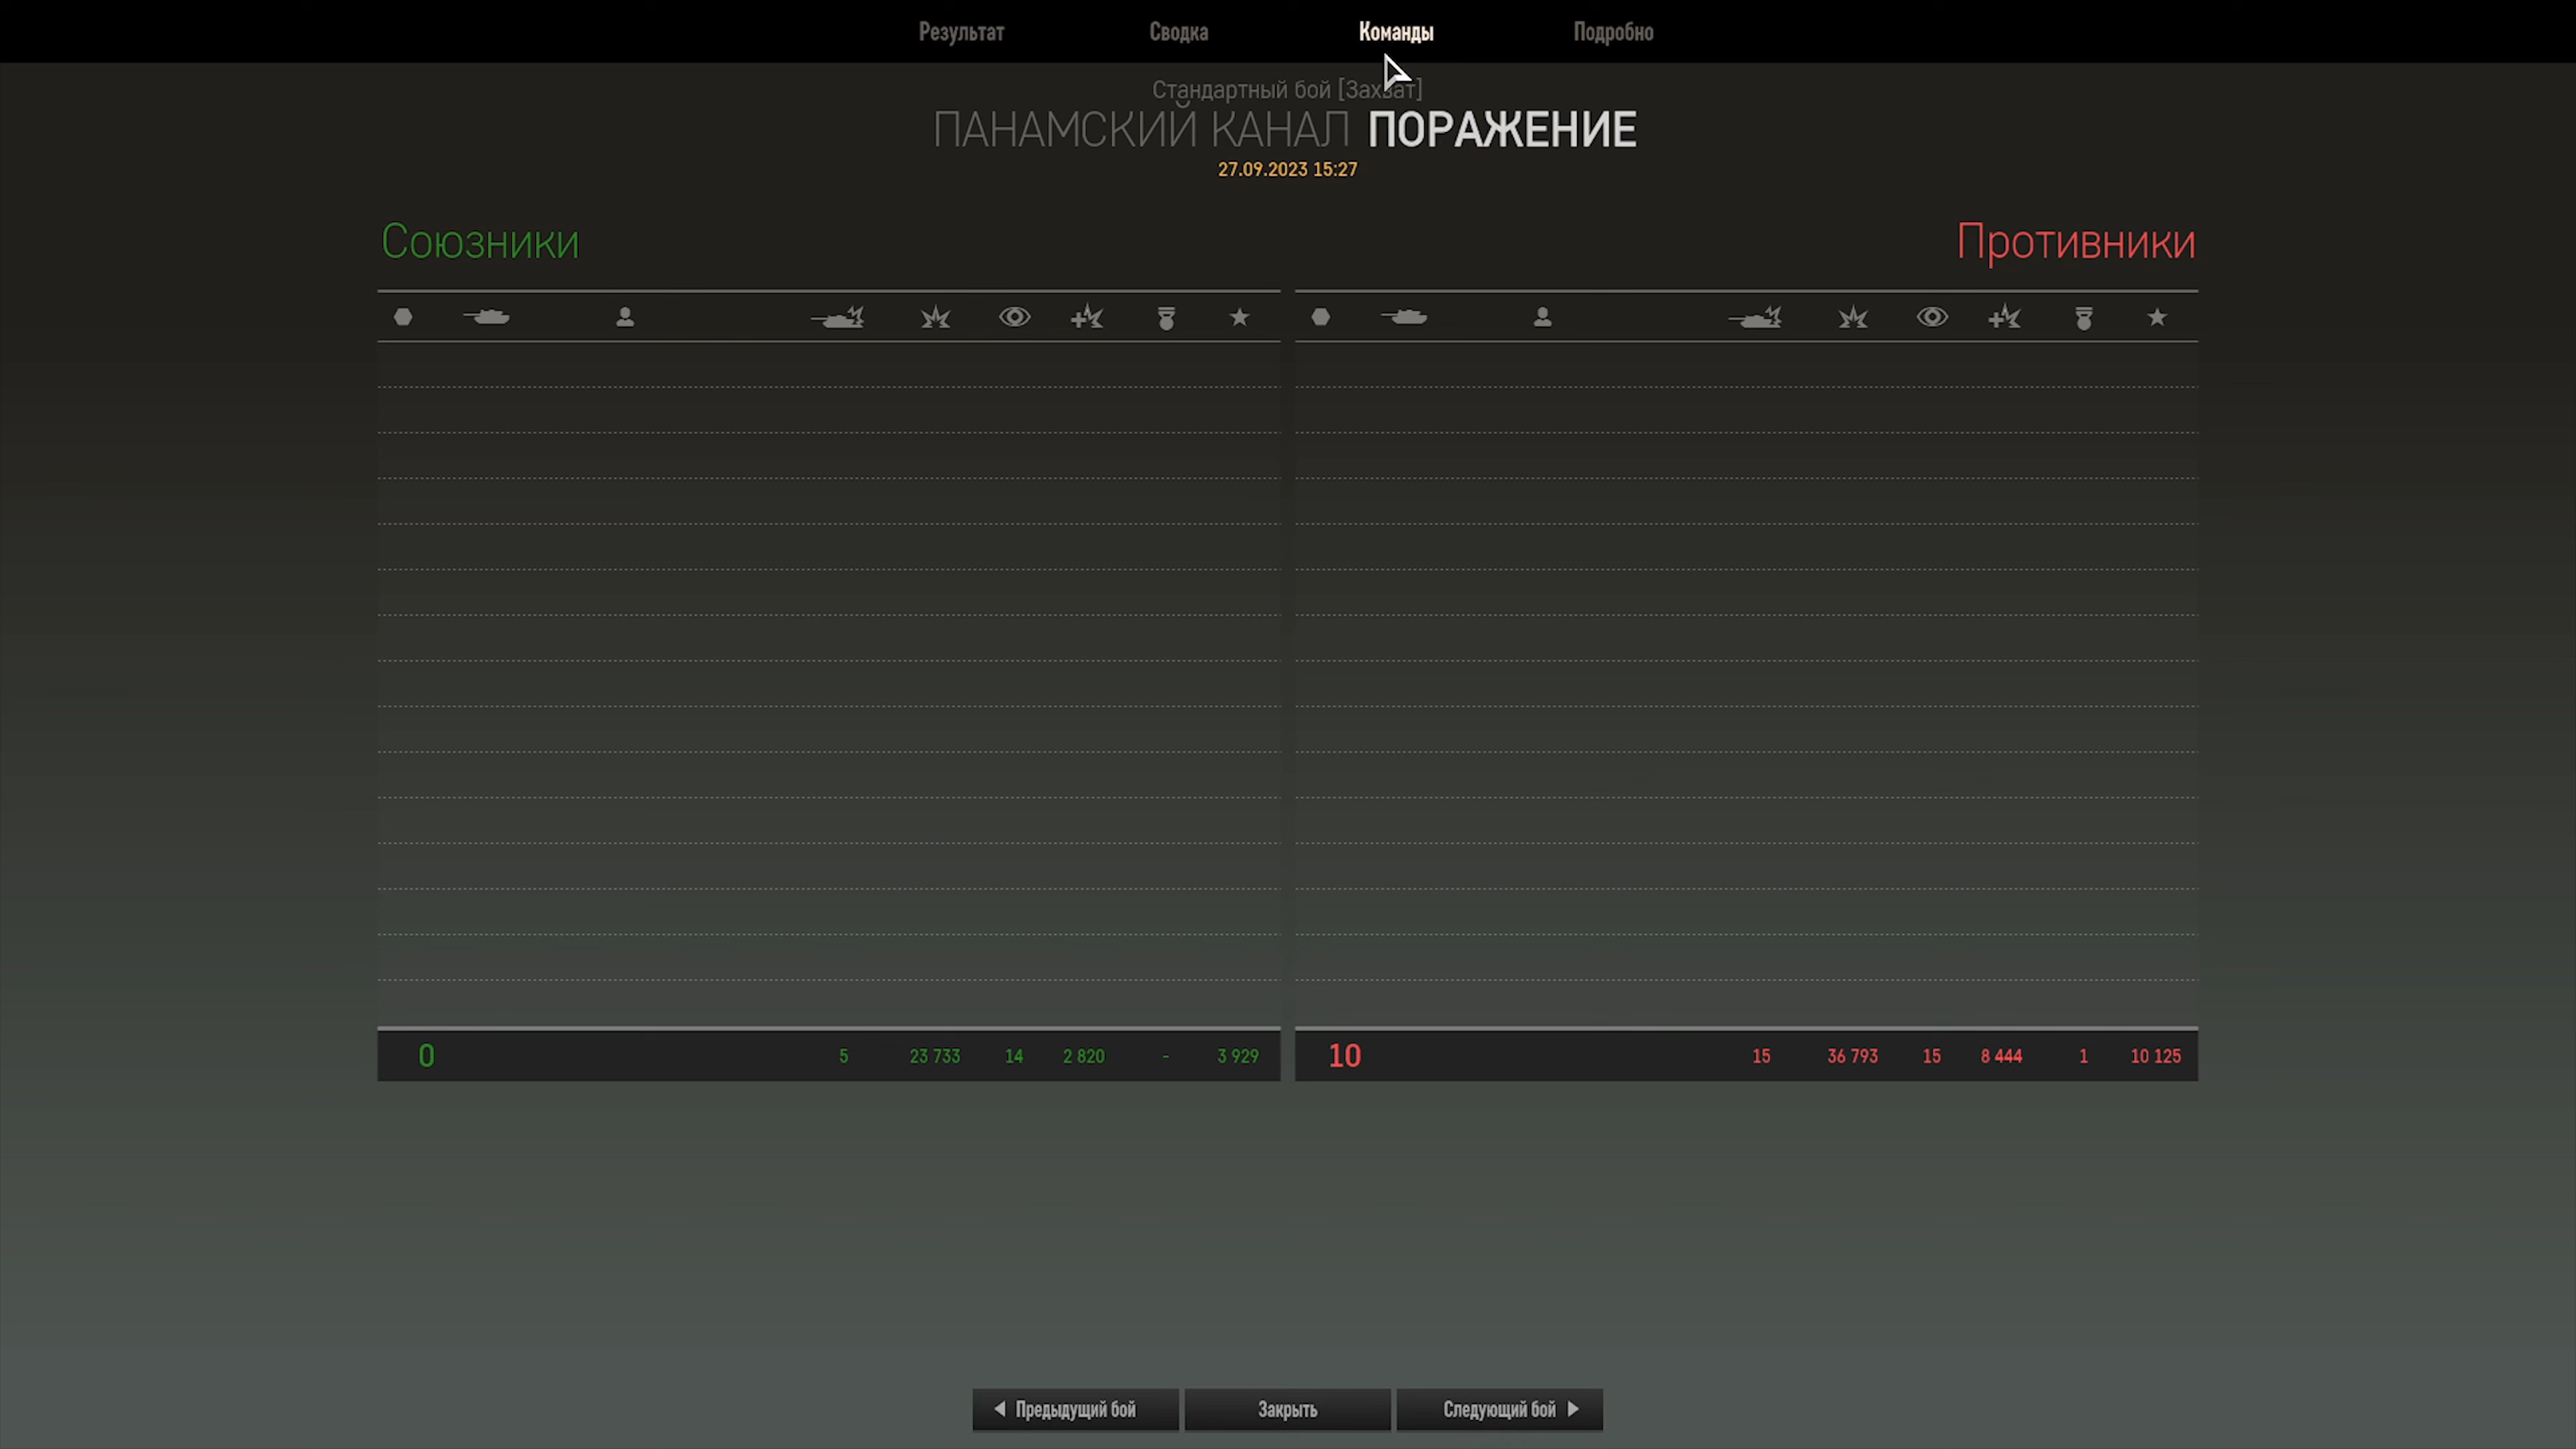 Результат Сводка Команды Подробно
Стандартный бой [Захват]
ПАНАМСКИЙ КАНАЛ ПОРАЖЕНИЕ
27.09.2023 15:27
Союзники Противники
0 5 23 733 14 2 820 - 3 929 10 15 36 793 15 8 444 1 10 125
Предыдущий бой Закрыть Следующий бой